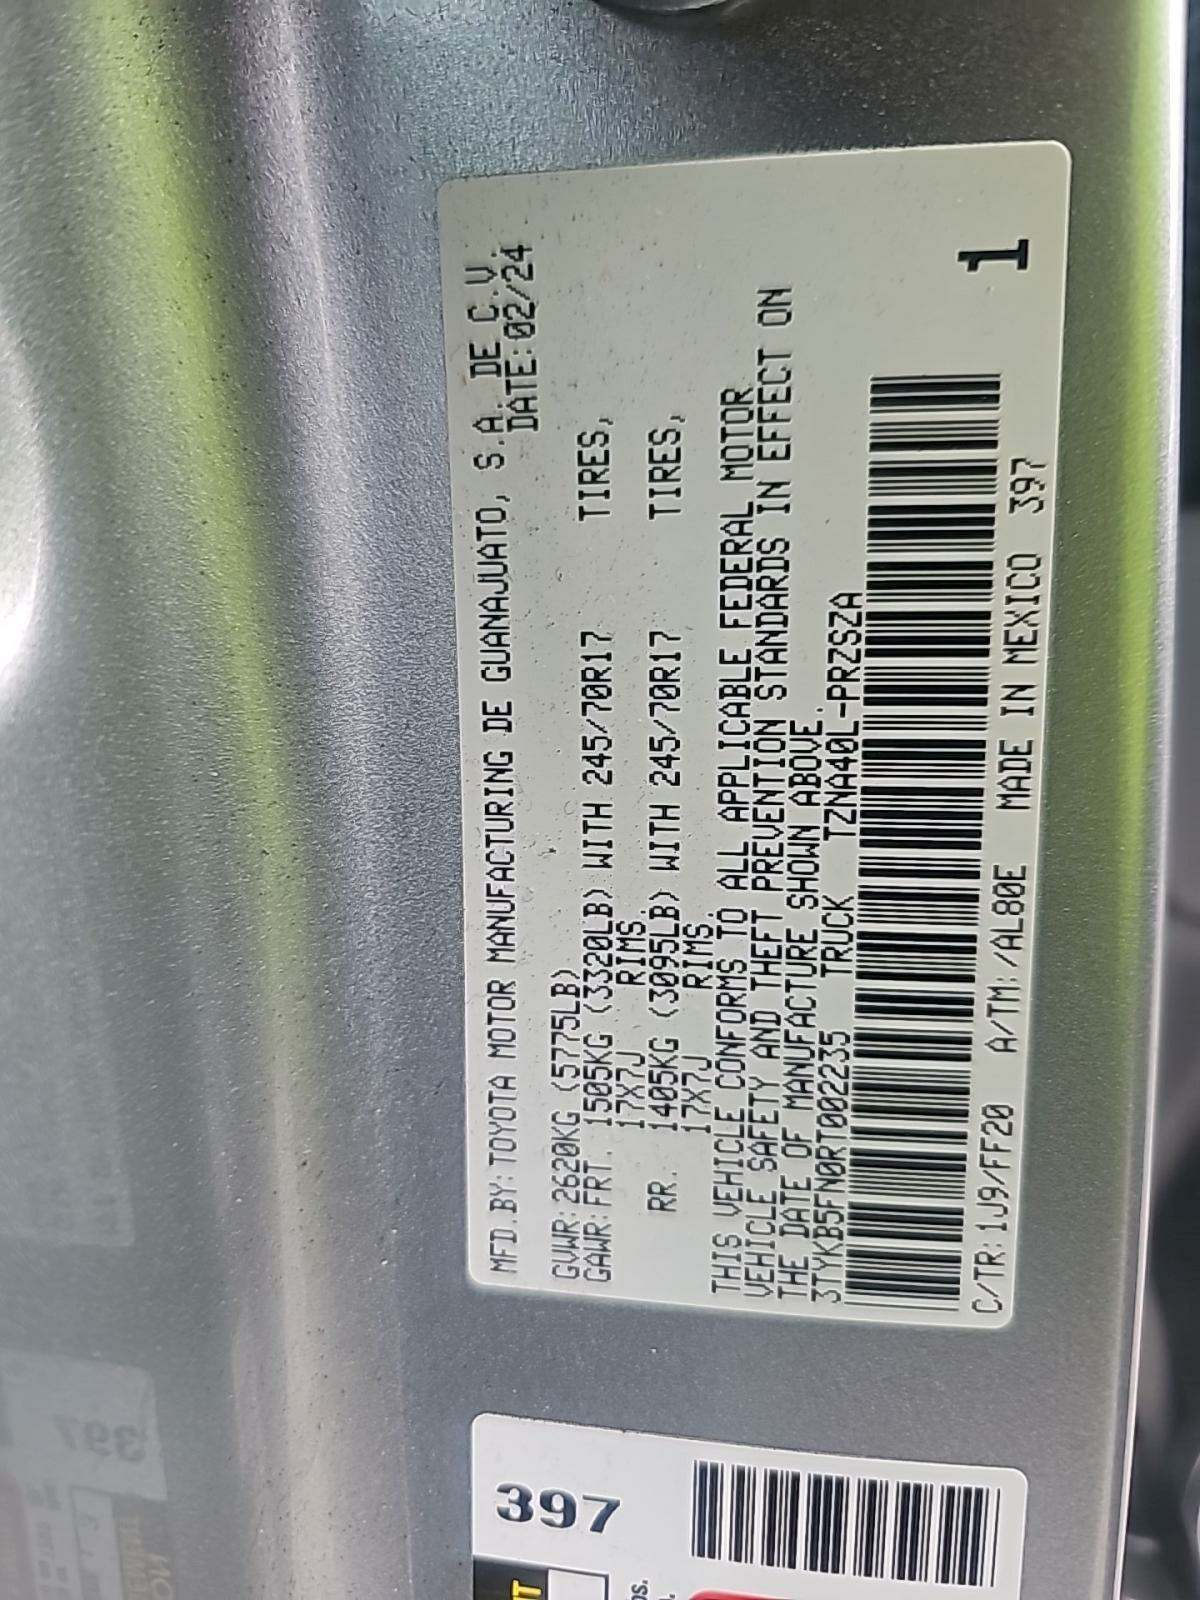 MFD.BY:TOYOTA MOTOR MANUFACTURING DE GUANAJUATO, S.A. DE C.V.
DATE:02/24
GVWR:2620KG (5775LB)
GAWR:FRT. 1505KG (3320LB) WITH 245/70R17 TIRES,
17X7J RIMS.
RR. 1405KG (3095LB) WITH 245/70R17 TIRES,
17X7J RIMS.
THIS VEHICLE CONFORMS TO ALL APPLICABLE FEDERAL MOTOR
VEHICLE SAFETY AND THEFT PREVENTION STANDARDS IN EFFECT ON
THE DATE OF MANUFACTURE SHOWN ABOVE.
3TYKB5FN0RT002235 TRUCK TZNA40L-PRZSZA
C/TR:1J9/FF20 A/TM:/AL80E MADE IN MEXICO 397
1
397